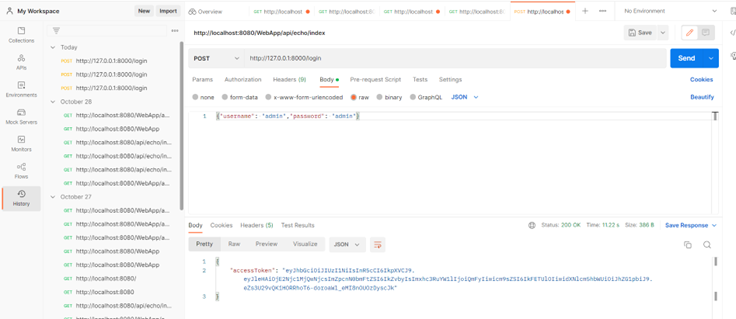 My Workspace
New
Import
Overview
GET http://localhost
GET http://localhost:8
GET http://localhost
GET http://localhost:8
POST http://localhos
No Environment
Collections
APIs
Environments
Mock Servers
Monitors
Flows
History
Today
POST http://127.0.0.1:8000/login
POST http://127.0.0.1:8000/login
POST http://127.0.0.1:8000/login
October 28
GET http://localhost:8080/WebApp/a...
GET http://localhost:8080/WebApp
GET http://localhost:8080/api/echo/in...
GET http://localhost:8080/WebApp/a...
GET http://localhost:8080/WebApp/a...
GET http://localhost:8080/api/echo/in...
October 27
GET http://localhost:8080/WebApp/a...
GET http://localhost:8080/WebApp/a...
GET http://localhost:8080/WebApp/a...
GET http://localhost:8080/WebApp
GET http://localhost:8080/WebApp
GET http://localhost:8080/
GET http://localhost:8080/
GET http://localhost:8080/api/echo/in...
http://localhost:8080/WebApp/api/echo/index
Save
POST
http://127.0.0.1:8000/login
Send
Params
Authorization
Headers (9)
Body
Pre-request Script
Tests
Settings
Cookies
none
form-data
x-www-form-urlencoded
raw
binary
GraphQL
JSON
Beautify
1 {"username": "admin","password": "admin"}
Body
Cookies
Headers (5)
Test Results
Status: 200 OK
Time: 11.22 s
Size: 386 B
Save Response
Pretty
Raw
Preview
Visualize
JSON
1 {
2 "accessToken":
3 }